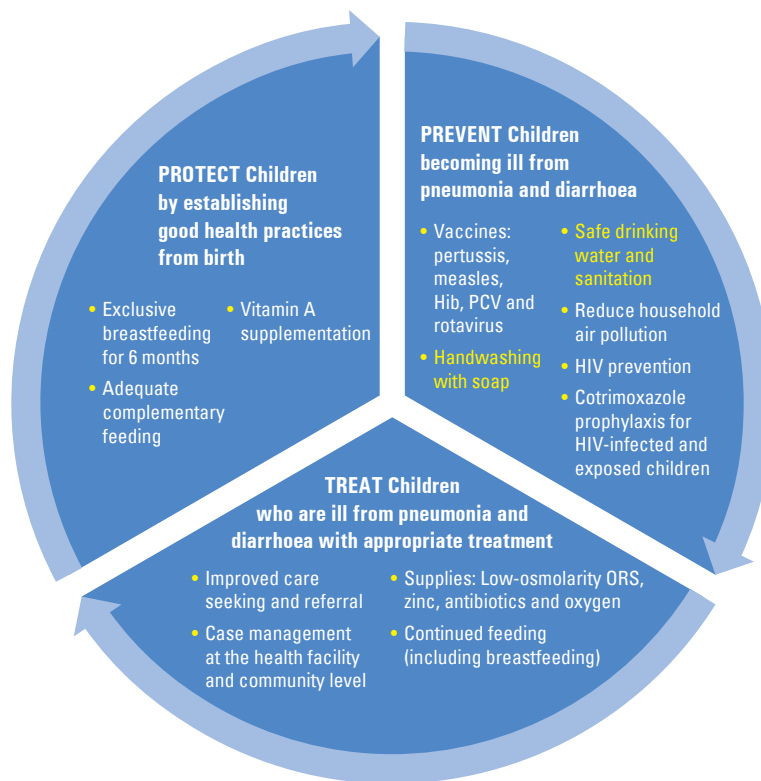 PROTECT Children
by establishing
good health practices
from birth
• Exclusive
breastfeeding
for 6 months
• Adequate
complementary
feeding
• Vitamin A
supplementation
PREVENT Children
becoming ill from
pneumonia and diarrhoea
• Vaccines:
pertussis,
measles,
Hib, PCV and
rotavirus
• Handwashing
with soap
• Safe drinking
water and
sanitation
• Reduce household
air pollution
• HIV prevention
• Cotrimoxazole
prophylaxis for
HIV-infected and
exposed children
TREAT Children
who are ill from pneumonia and
diarrhoea with appropriate treatment
• Improved care
seeking and referral
• Case management
at the health facility
and community level
• Supplies: Low-osmolarity ORS,
zinc, antibiotics and oxygen
• Continued feeding
(including breastfeeding)